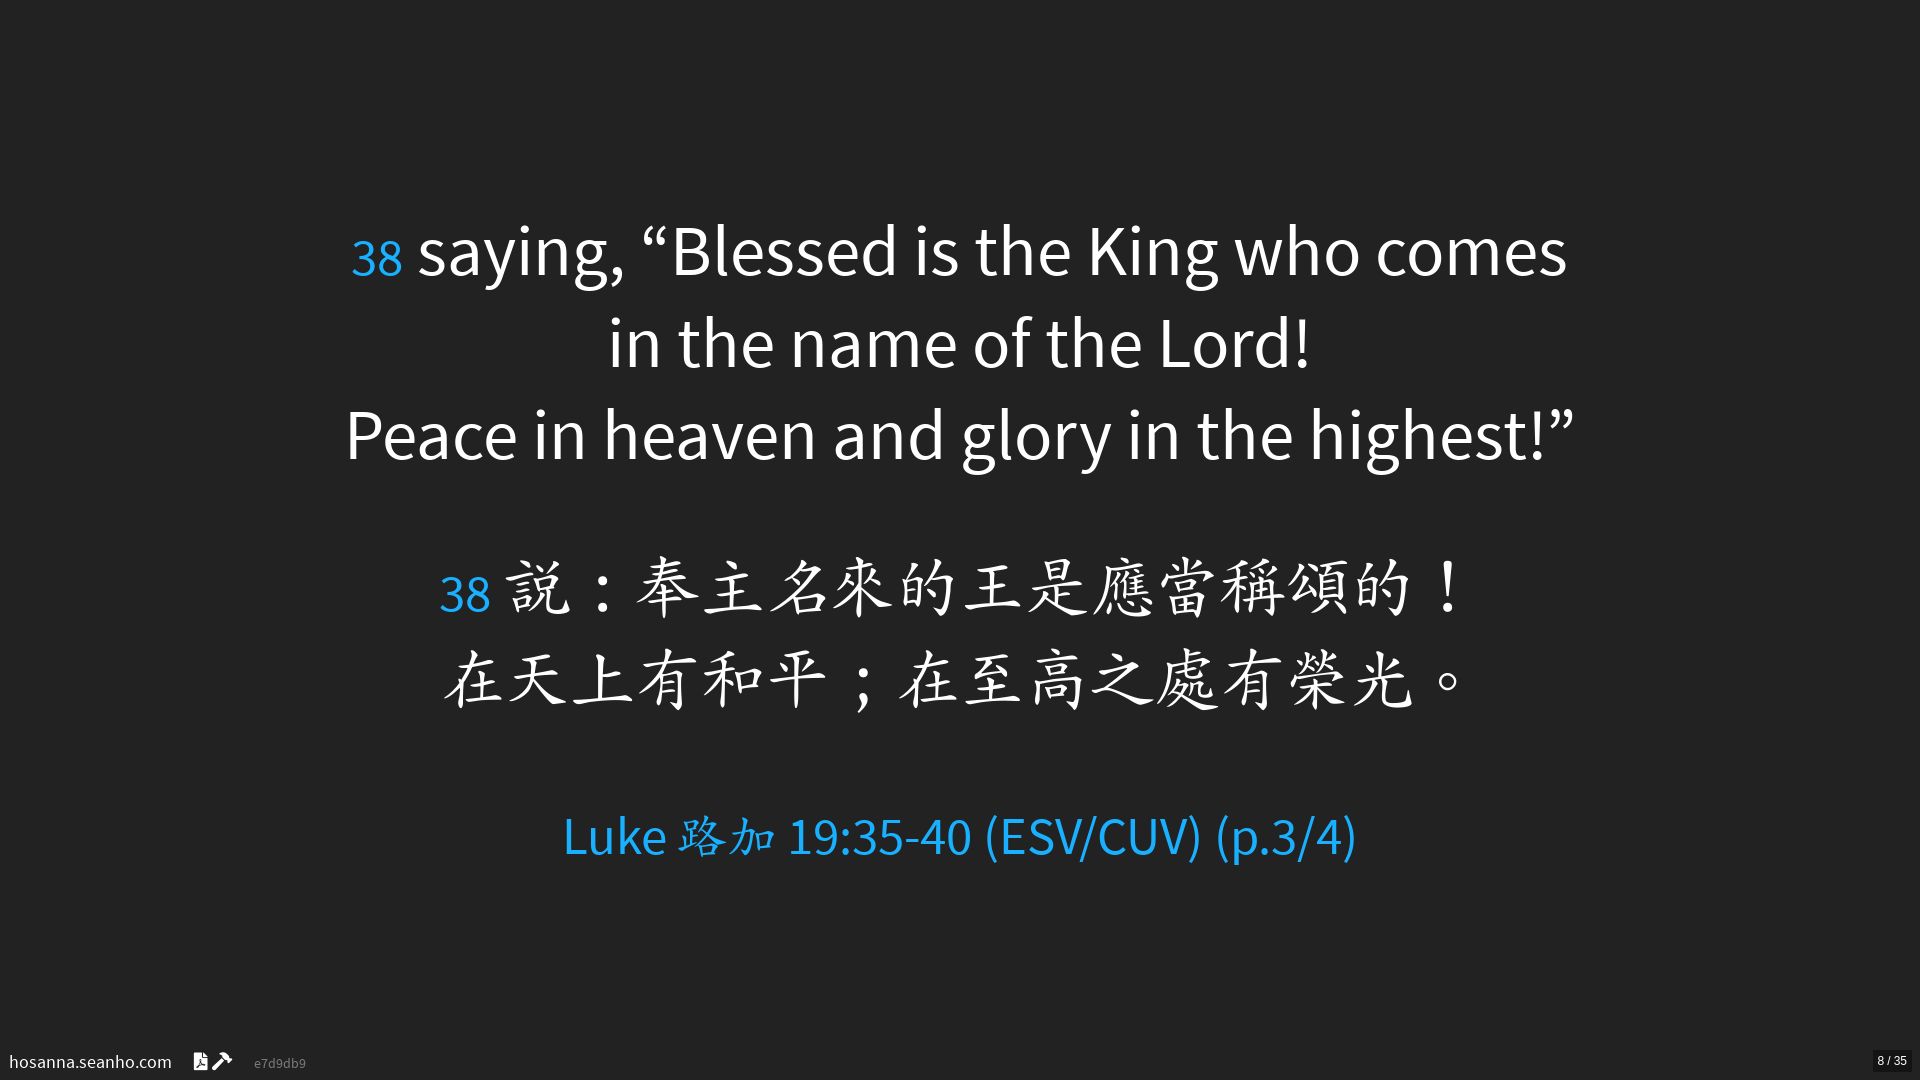 38 saying, “Blessed is the King who comes
in the name of the Lord!
Peace in heaven and glory in the highest!”
38 説：奉主名來的王是應當稱頌的！
在天上有和平；在至高之處有榮光。
Luke 路加 19:35-40 (ESV/CUV) (p.3/4)
hosanna.seanho.com e7d9db9
8 / 35